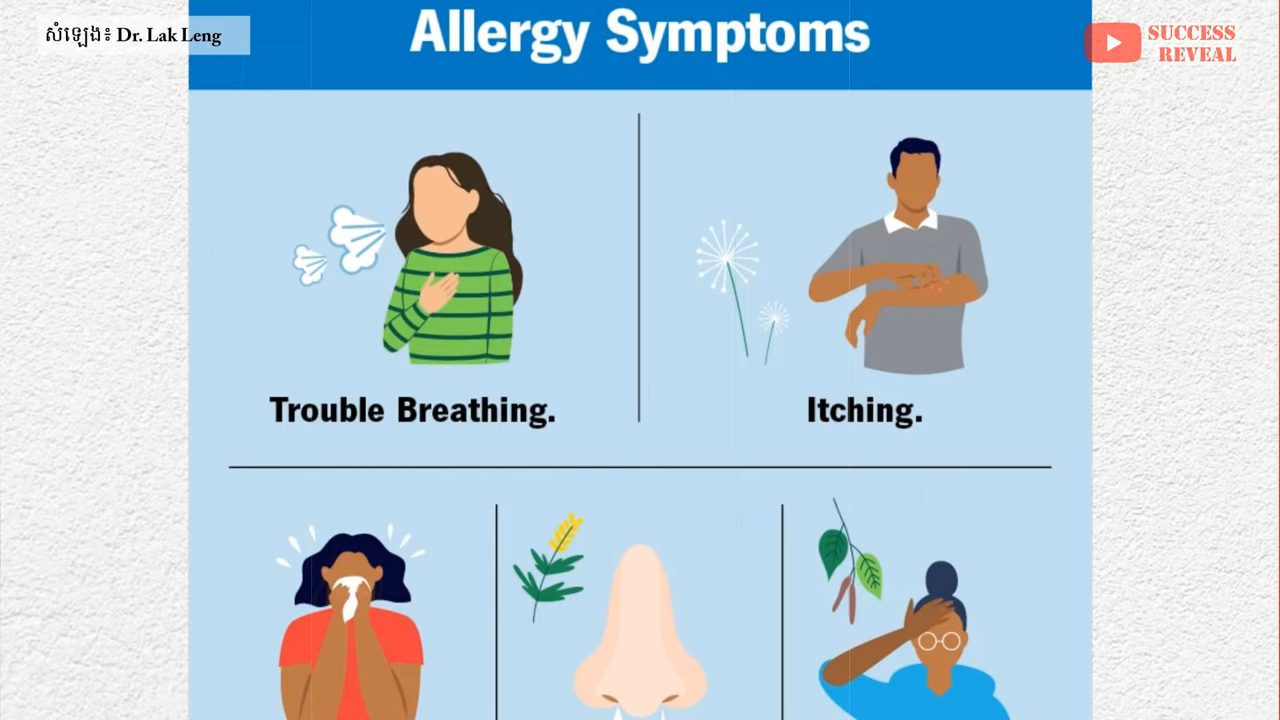 សំឡេង៖ Dr. Lak Leng
Allergy Symptoms
SUCCESS
REVEAL
Trouble Breathing.
Itching.